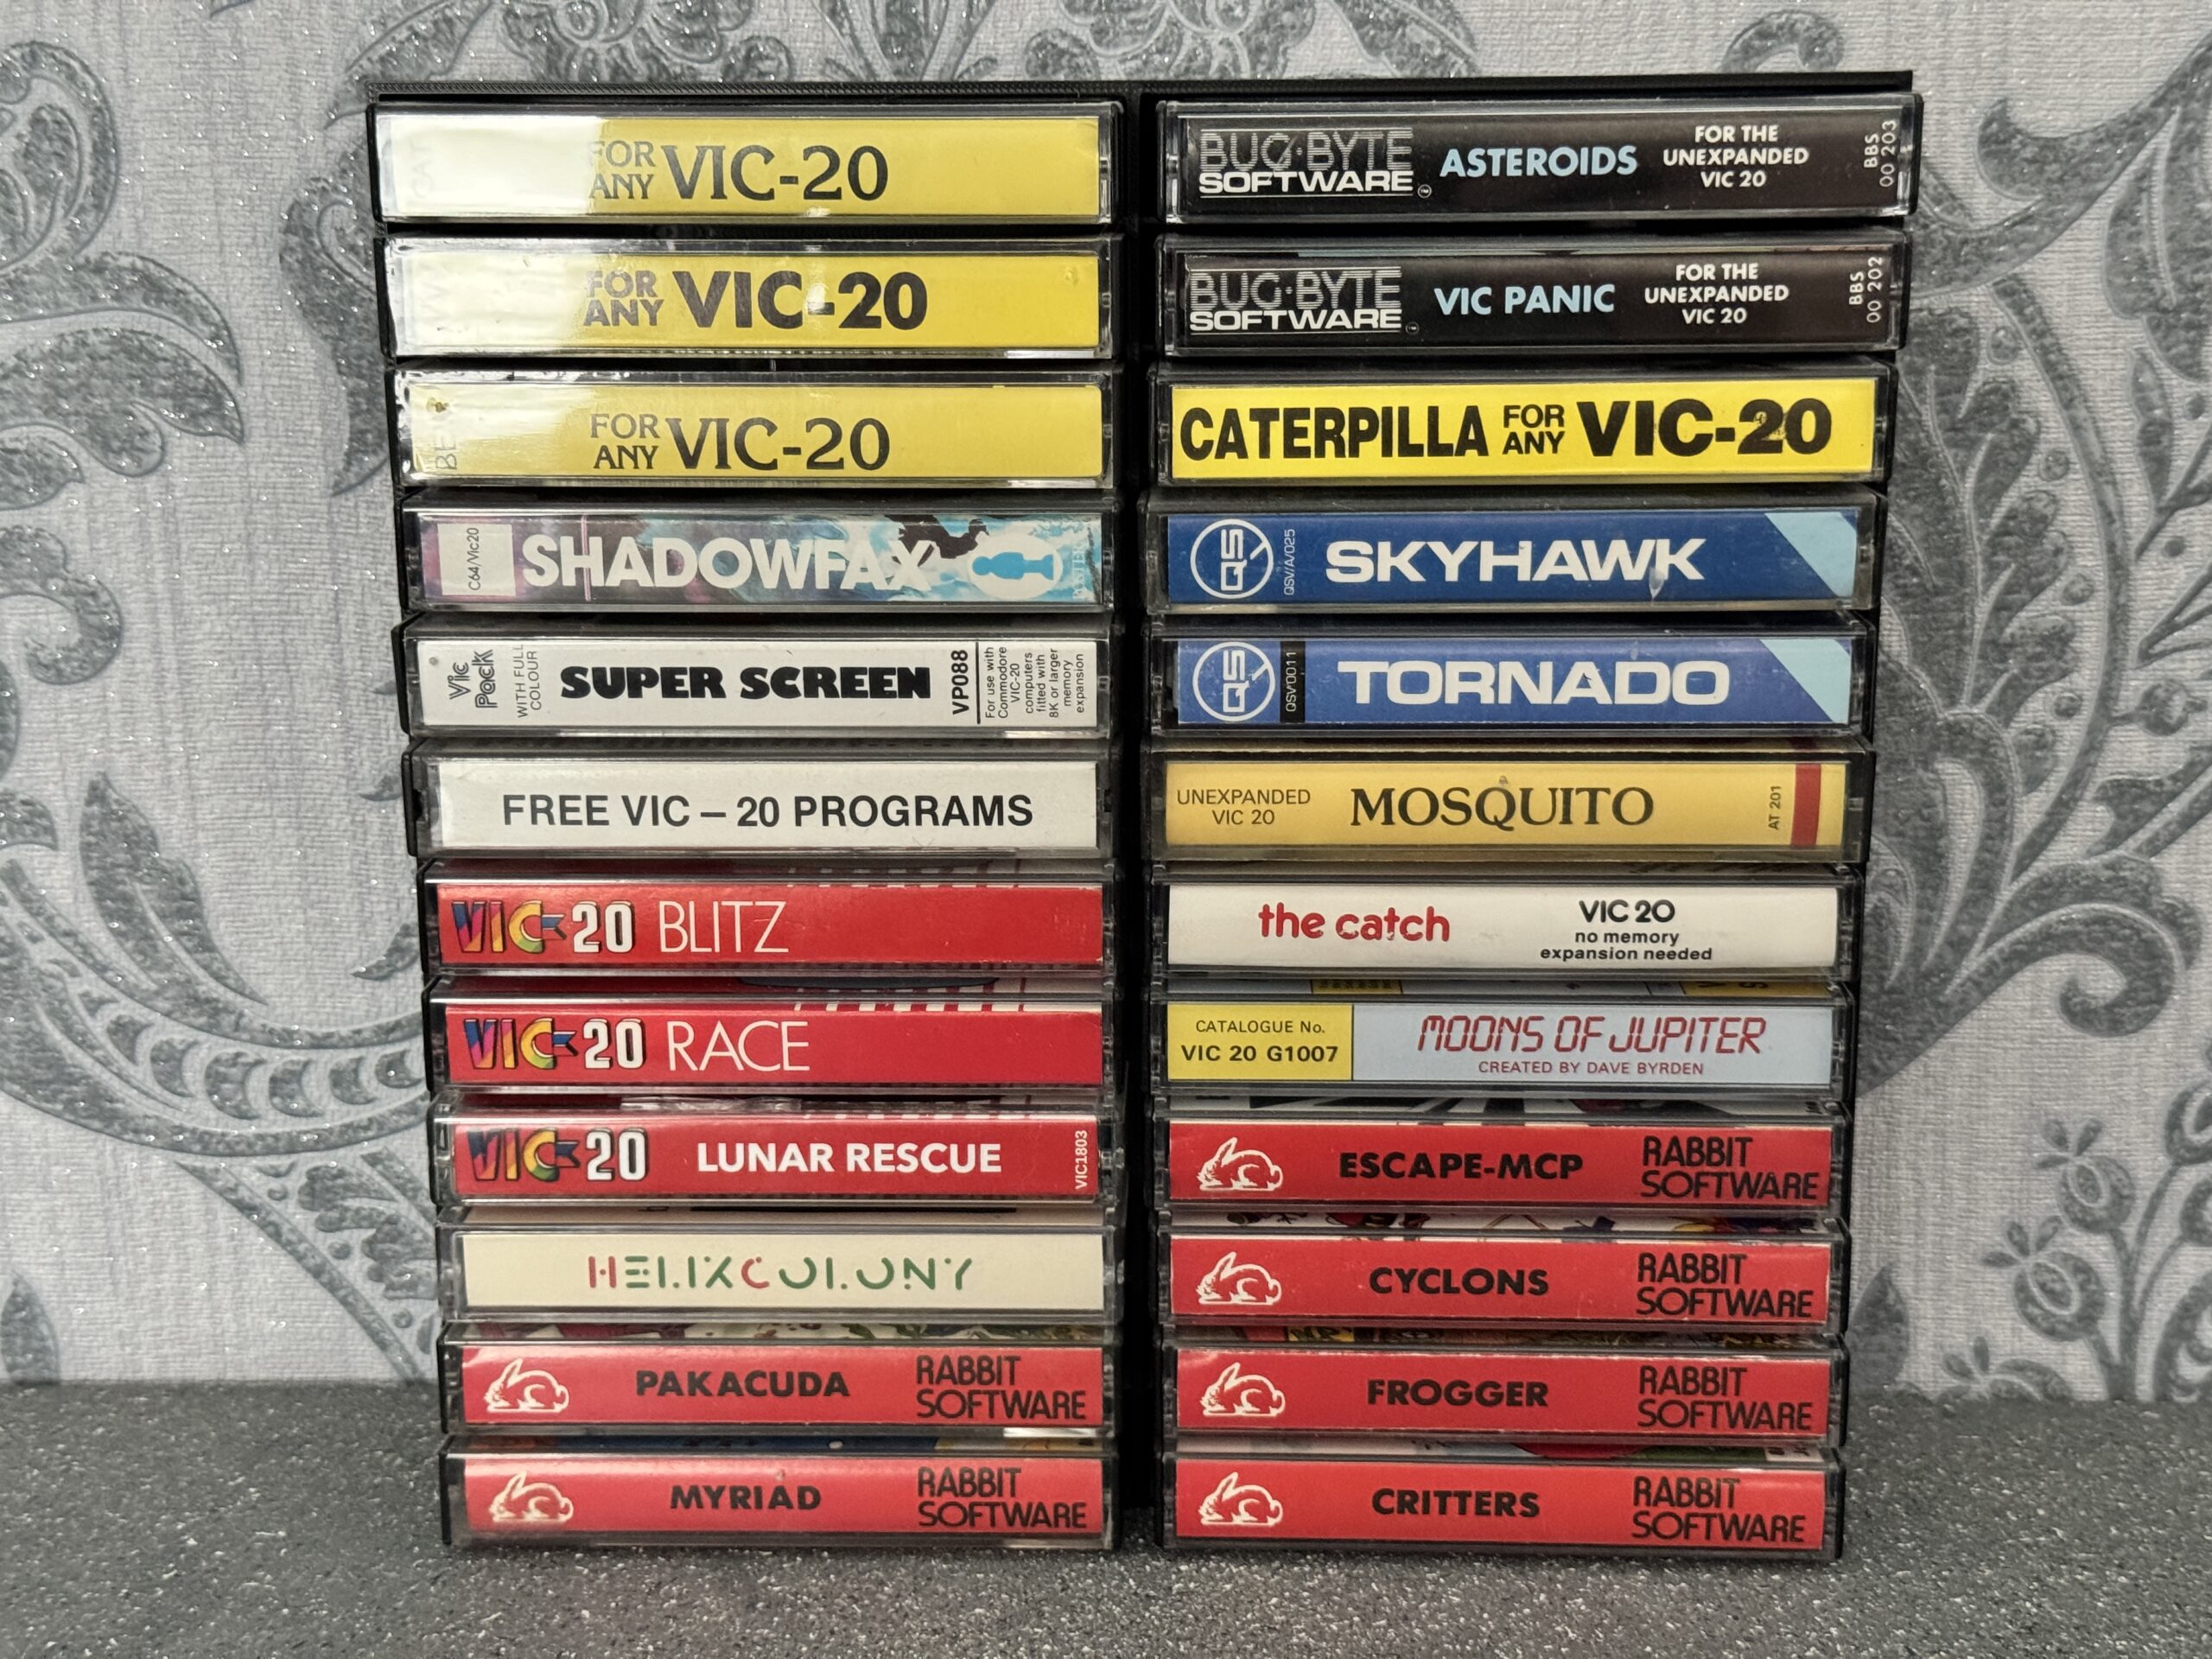 FOR
ANY VIC-20
FOR
ANY VIC-20
BE
FOR
ANY VIC-20
C64/Vic20
SHADOWFAX
Vic
Pack
WITH FULL
COLOUR
SUPER SCREEN
VP088
For use with
Commodore
VIC-20
computers
fitted with
8K or larger
memory
expansion
FREE VIC – 20 PROGRAMS
VIC-20 BLITZ
VIC-20 RACE
VIC-20 LUNAR RESCUE
VIC1803
HELIXCOLONY
PAKACUDA
RABBIT
SOFTWARE
MYRIAD
RABBIT
SOFTWARE
BUG·BYTE
SOFTWARE TM
ASTEROIDS
FOR THE
UNEXPANDED
VIC 20
BBS
00 203
BUG·BYTE
SOFTWARE TM
VIC PANIC
FOR THE
UNEXPANDED
VIC 20
BBS
00 202
CATERPILLA FOR
ANY VIC-20
QS
QSV/A/025
SKYHAWK
QS
QSV0011
TORNADO
UNEXPANDED
VIC 20
MOSQUITO
AT 201
the catch
VIC 20
no memory
expansion needed
CATALOGUE No.
VIC 20 G1007
MOONS OF JUPITER
CREATED BY DAVE BYRDEN
ESCAPE-MCP
RABBIT
SOFTWARE
CYCLONS
RABBIT
SOFTWARE
FROGGER
RABBIT
SOFTWARE
CRITTERS
RABBIT
SOFTWARE